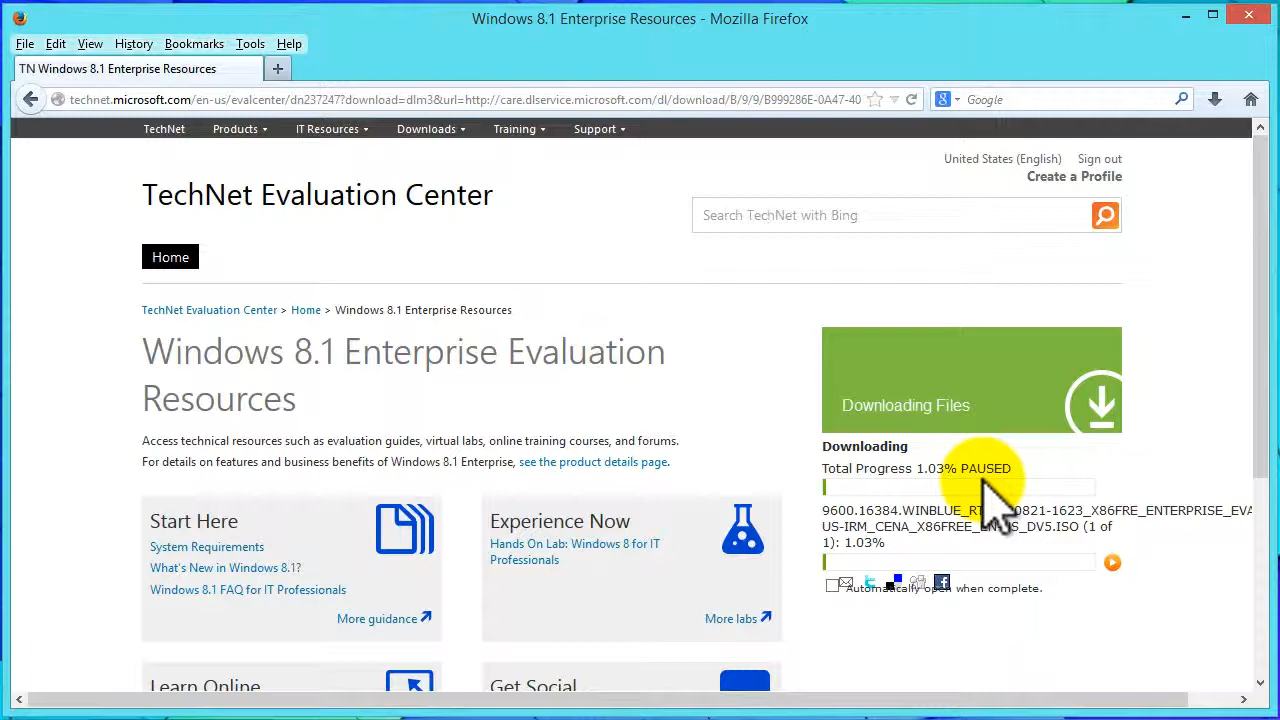 Windows 8.1 Enterprise Resources - Mozilla Firefox
File Edit View History Bookmarks Tools Help
TN Windows 8.1 Enterprise Resources +
technet.microsoft.com/en-us/evalcenter/dn237247?download=dlm3&url=http://care.dlservice.microsoft.com/dl/download/B/9/9/B999286E-0A47-40 Google
TechNet Products IT Resources Downloads Training Support
United States (English) Sign out
Create a Profile
TechNet Evaluation Center
Search TechNet with Bing
Home
TechNet Evaluation Center > Home > Windows 8.1 Enterprise Resources
Windows 8.1 Enterprise Evaluation
Resources
Access technical resources such as evaluation guides, virtual labs, online training courses, and forums.
For details on features and business benefits of Windows 8.1 Enterprise, see the product details page.
Start Here
System Requirements
What's New in Windows 8.1?
Windows 8.1 FAQ for IT Professionals
More guidance
Experience Now
Hands On Lab: Windows 8 for IT
Professionals
More labs
Learn Online
Get Social
Downloading Files
Downloading
Total Progress 1.03% PAUSED
9600.16384.WINBLUE_ 0821-1623_X86FRE_ENTERPRISE_EVA
US-IRM_CENA_X86FREE_ _DV5.ISO (1 of
1): 1.03%
Automatically open when complete.